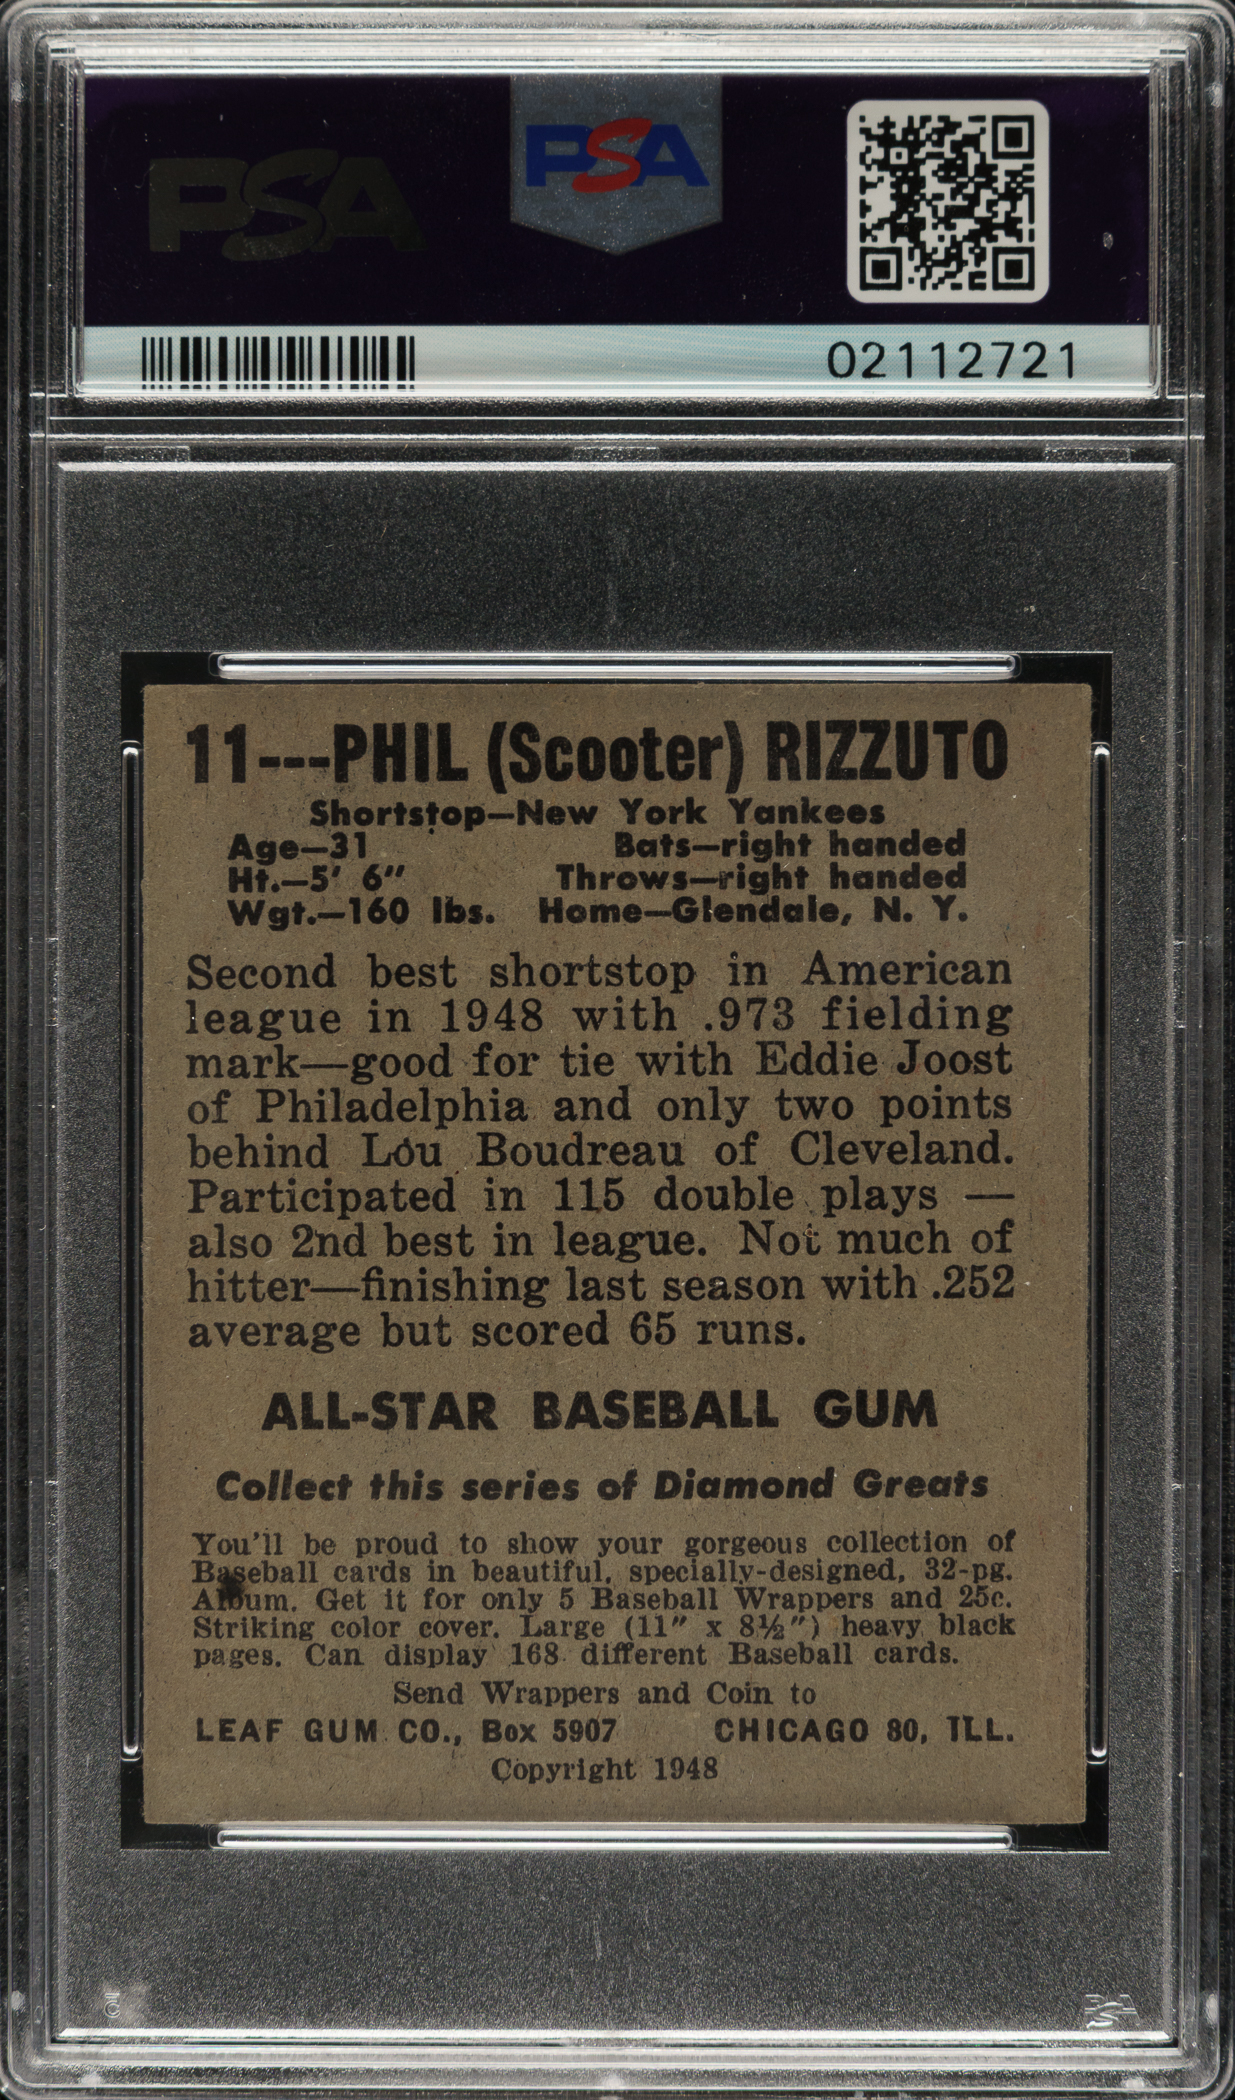 PSA
PSA
02112721
11---PHIL (Scooter) RIZZUTO
Shortstop—New York Yankees
Age—31 Bats—right handed
Ht.—5' 6" Throws—right handed
Wgt.—160 lbs. Home—Glendale, N. Y.
Second best shortstop in American
league in 1948 with .973 fielding
mark—good for tie with Eddie Joost
of Philadelphia and only two points
behind Lou Boudreau of Cleveland.
Participated in 115 double plays —
also 2nd best in league. Not much of
hitter—finishing last season with .252
average but scored 65 runs.
ALL-STAR BASEBALL GUM
Collect this series of Diamond Greats
You'll be proud to show your gorgeous collection of
Baseball cards in beautiful, specially-designed, 32-pg.
Album. Get it for only 5 Baseball Wrappers and 25c.
Striking color cover. Large (11" x 8½") heavy black
pages. Can display 168 different Baseball cards.
Send Wrappers and Coin to
LEAF GUM CO., Box 5907 CHICAGO 80, ILL.
Copyright 1948
PSA